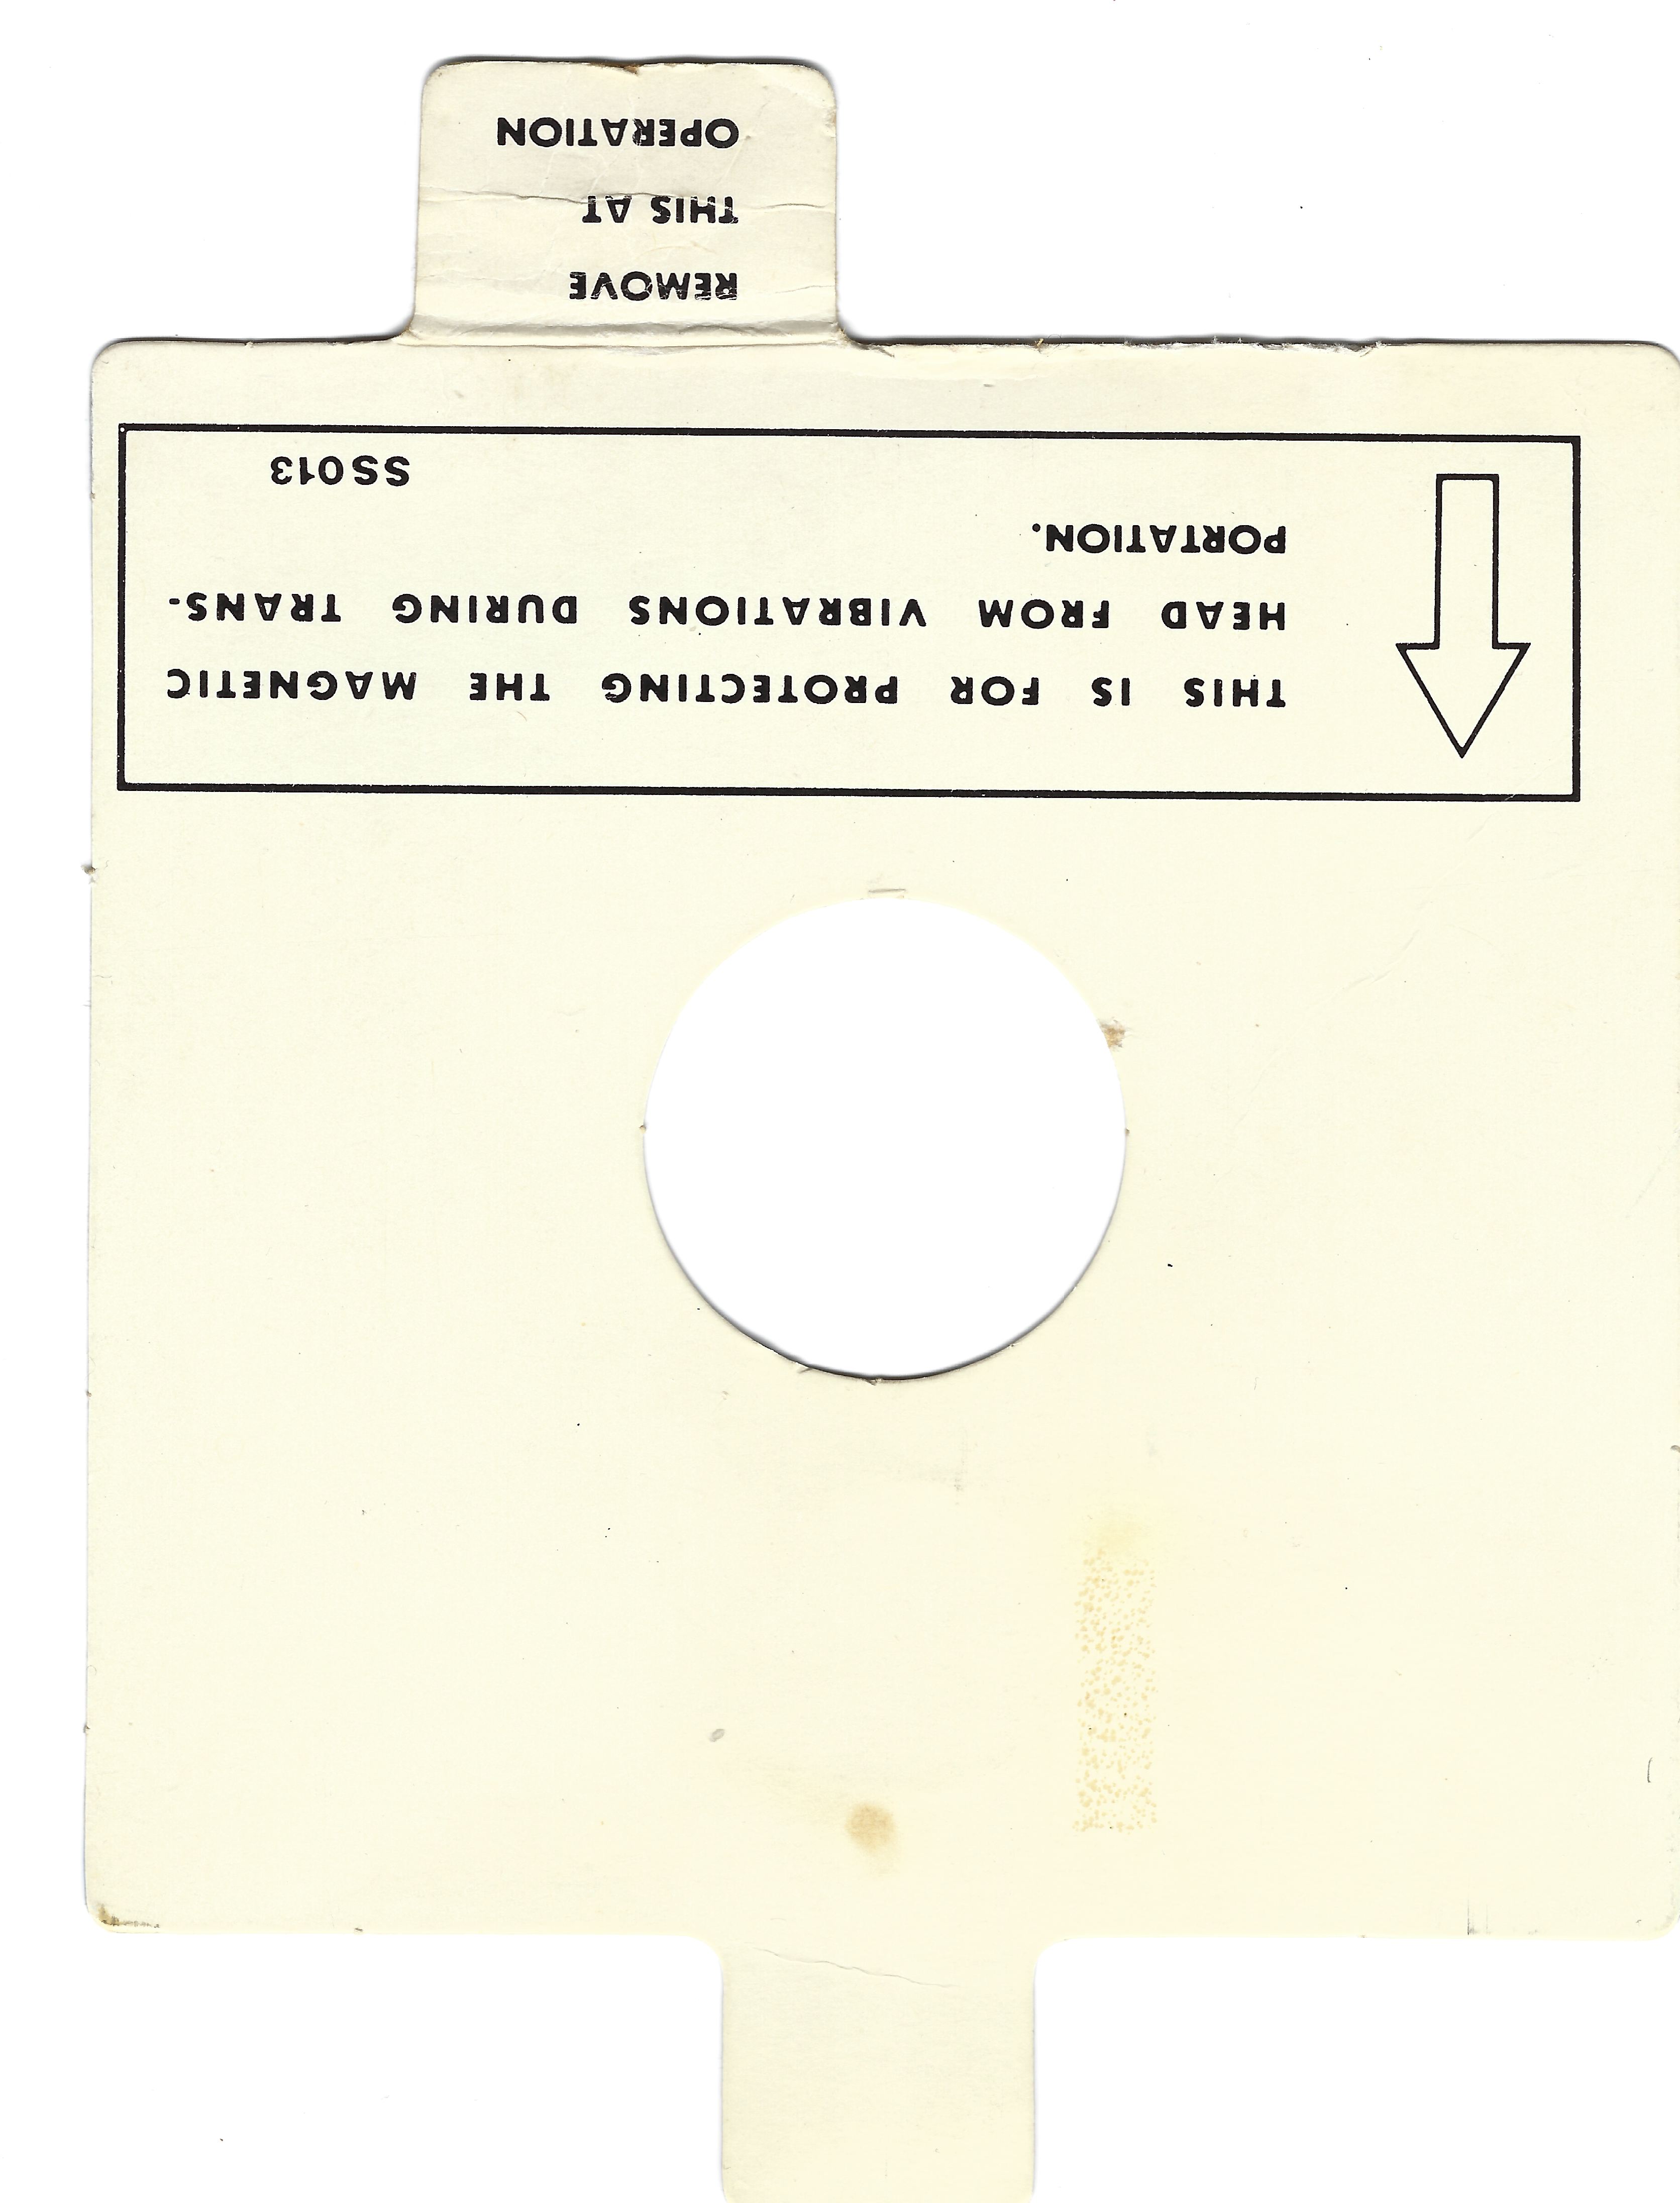 REMOVE
THIS AT
OPERATION
THIS IS FOR PROTECTING THE MAGNETIC
HEAD FROM VIBRATIONS DURING TRANS-
PORTATION.
SS013